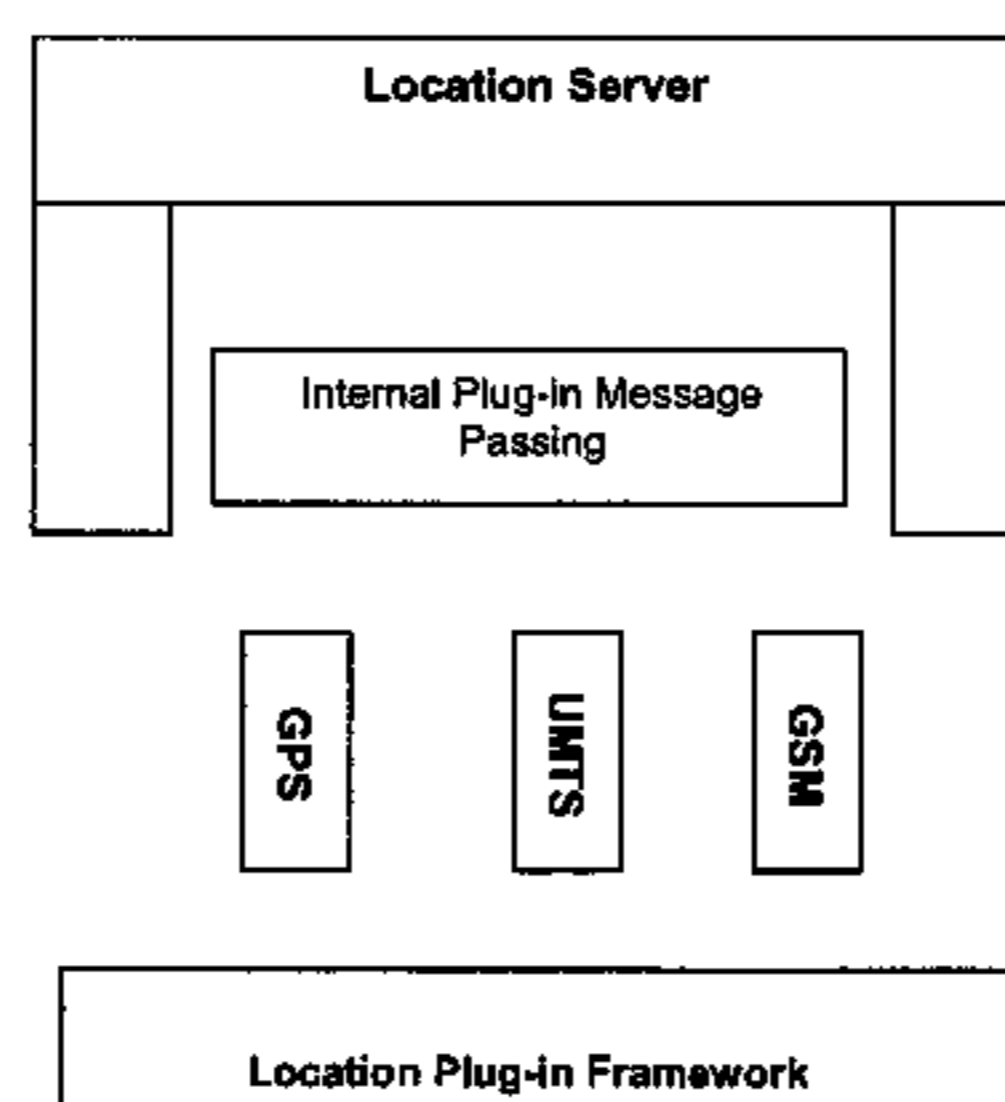 Location Server
Internal Plug-in Message
Passing
GPS
UMTS
GSM
Location Plug-in Framework